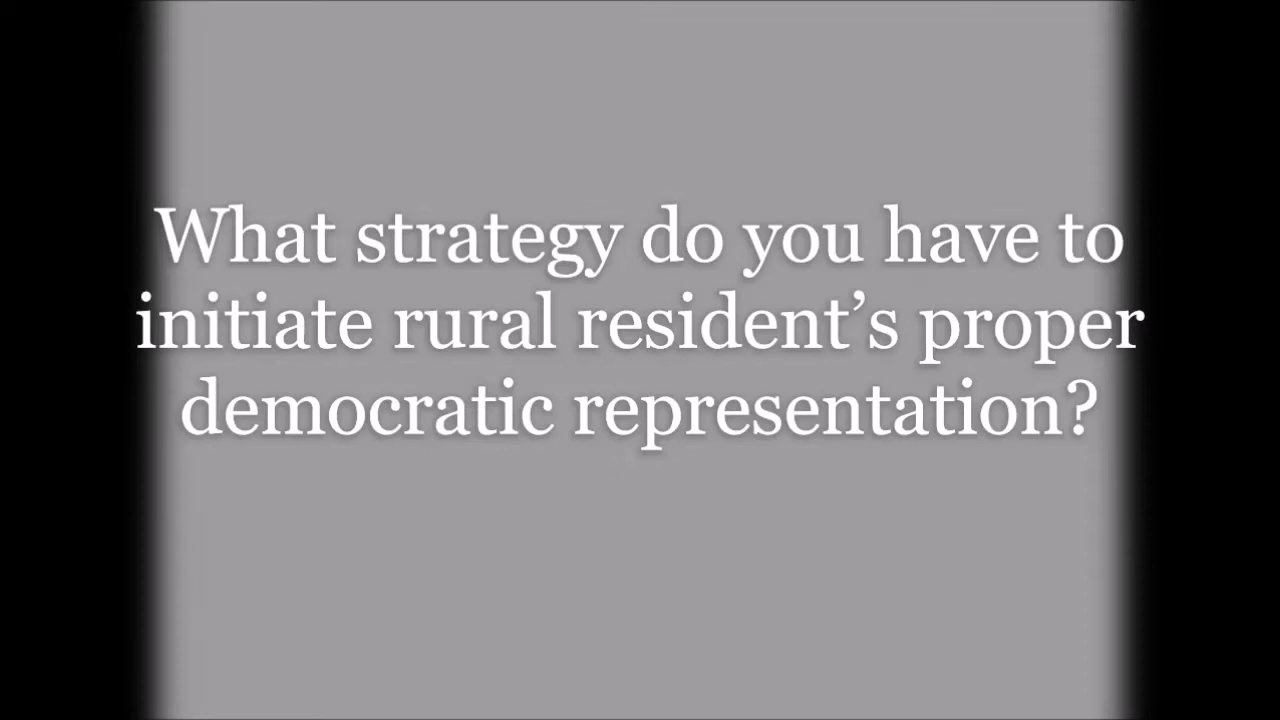 What strategy do you have to
initiate rural resident’s proper
democratic representation?